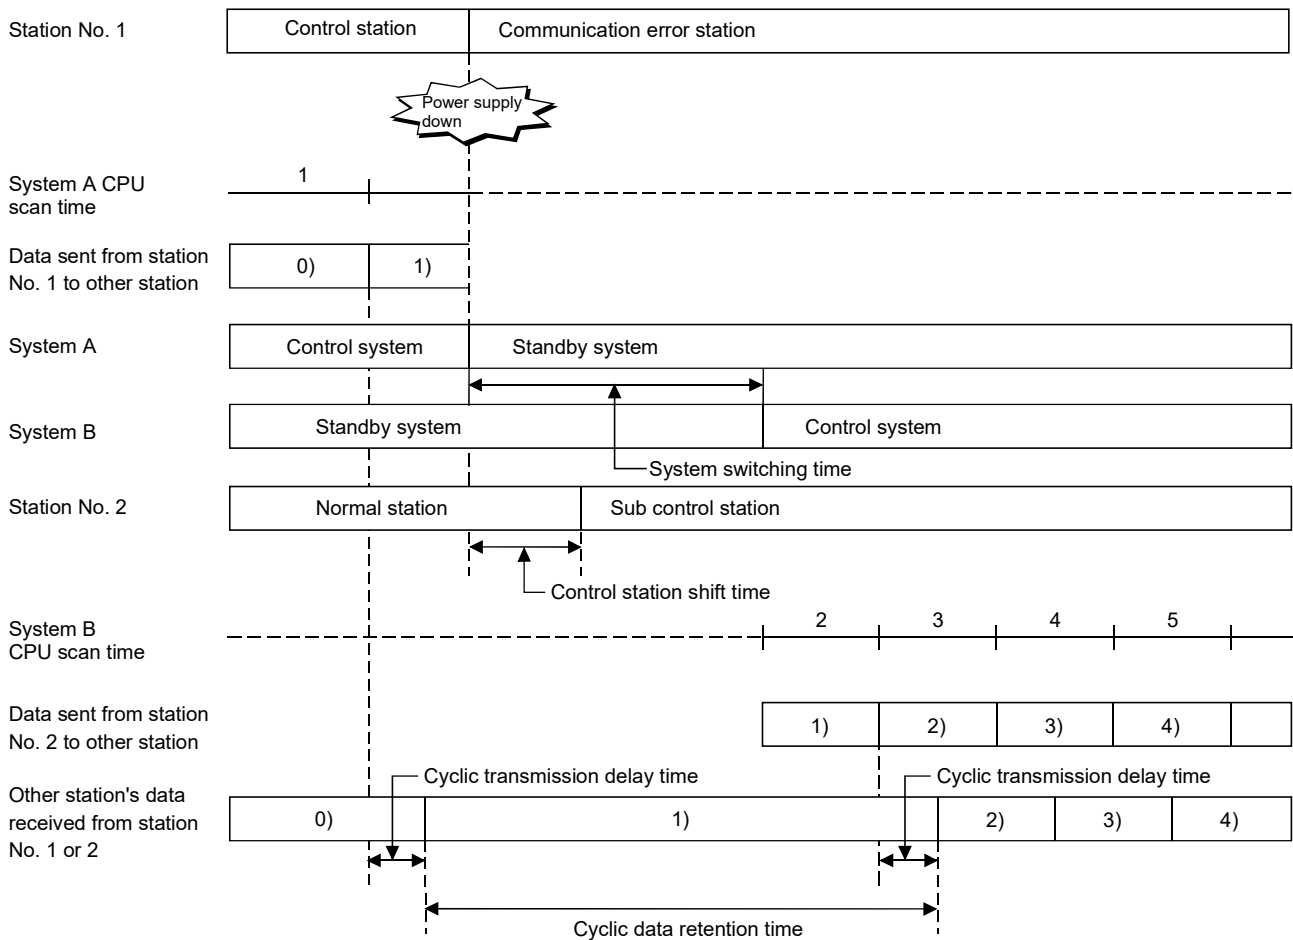 Station No. 1
Control station
Communication error station
Power supply
down
System A CPU
scan time
1
Data sent from station
No. 1 to other station
0)
1)
System A
Control system
Standby system
System B
Standby system
Control system
System switching time
Station No. 2
Normal station
Sub control station
Control station shift time
System B
CPU scan time
2
3
4
5
Data sent from station
No. 2 to other station
1)
2)
3)
4)
Cyclic transmission delay time
Cyclic transmission delay time
Other station's data
received from station
No. 1 or 2
0)
1)
2)
3)
4)
Cyclic data retention time